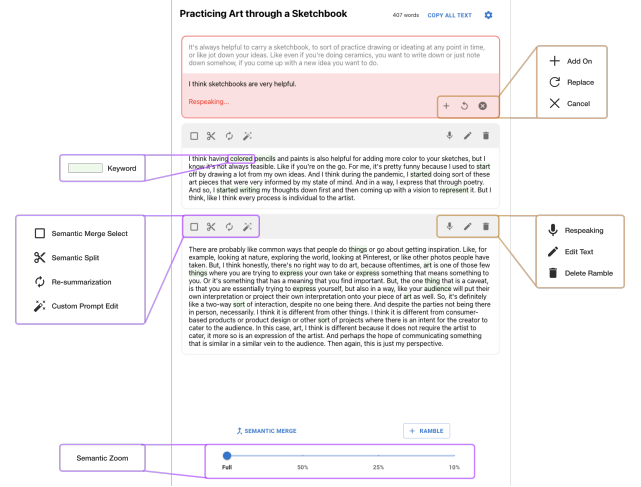 Practicing Art through a Sketchbook
407 words
COPY ALL TEXT
It's always helpful to carry a sketchbook, to sort of practice drawing or ideating at any point in time,
or like jot down your ideas. Like even if you're doing ceramics, you want to write down or just note
down somehow, if you come up with a new idea you want to do.
I think sketchbooks are very helpful.
Respeaking...
Add On
Replace
Cancel
Keyword
I think having colored pencils and paints is also helpful for adding more color to your sketches, but I
know it's not always feasible. Like if you're on the go. For me, it's pretty funny because I used to start
off by drawing a lot from my own ideas. And I think during the pandemic, I started doing sort of these
art pieces that were very informed by my state of mind. And in a way, I express that through poetry.
And so, I started writing my thoughts down first and then coming up with a vision to represent it. But I
think, like I think every process is individual to the artist.
Semantic Merge Select
Semantic Split
Re-summarization
Custom Prompt Edit
Respeaking
Edit Text
Delete Ramble
There are probably like common ways that people do things or go about getting inspiration. Like, for
example, looking at nature, exploring the world, looking at Pinterest, or like other photos people have
taken. But, I think honestly, there's no right way to do art, because oftentimes, art is one of those few
things where you are trying to express your own take or express something that means something to
you. Or it's something that has a meaning that you find important. But, the one thing that is a caveat,
is that you are essentially trying to express yourself, but also in a way, like your audience will put their
own interpretation or project their own interpretation onto your piece of art as well. So, it's definitely
like a two-way sort of interaction, despite no one being there. And despite the parties not being there
in person, necessarily. I think it is different from other things. I think it is different from consumer-
based products or product design or other sort of projects where there is an intent for the creator to
cater to the audience. In this case, art, I think is different because it does not require the artist to
cater, it more so is an expression of the artist. And perhaps the hope of communicating something
that is similar in a similar vein to the audience. Then again, this is just my perspective.
SEMANTIC MERGE
+ RAMBLE
Semantic Zoom
Full
50%
25%
10%